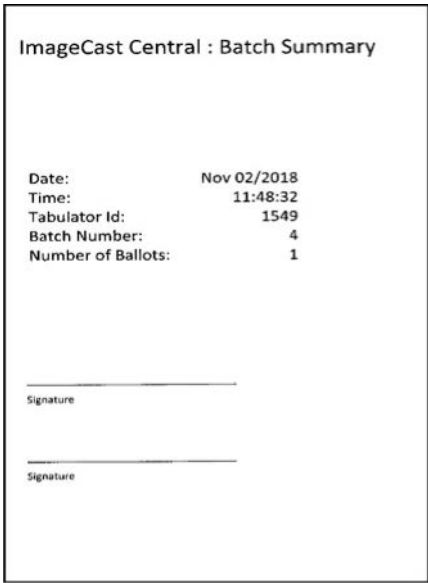 ImageCast Central : Batch Summary
Date: Nov 02/2018
Time: 11:48:32
Tabulator Id: 1549
Batch Number: 4
Number of Ballots: 1
Signature
Signature